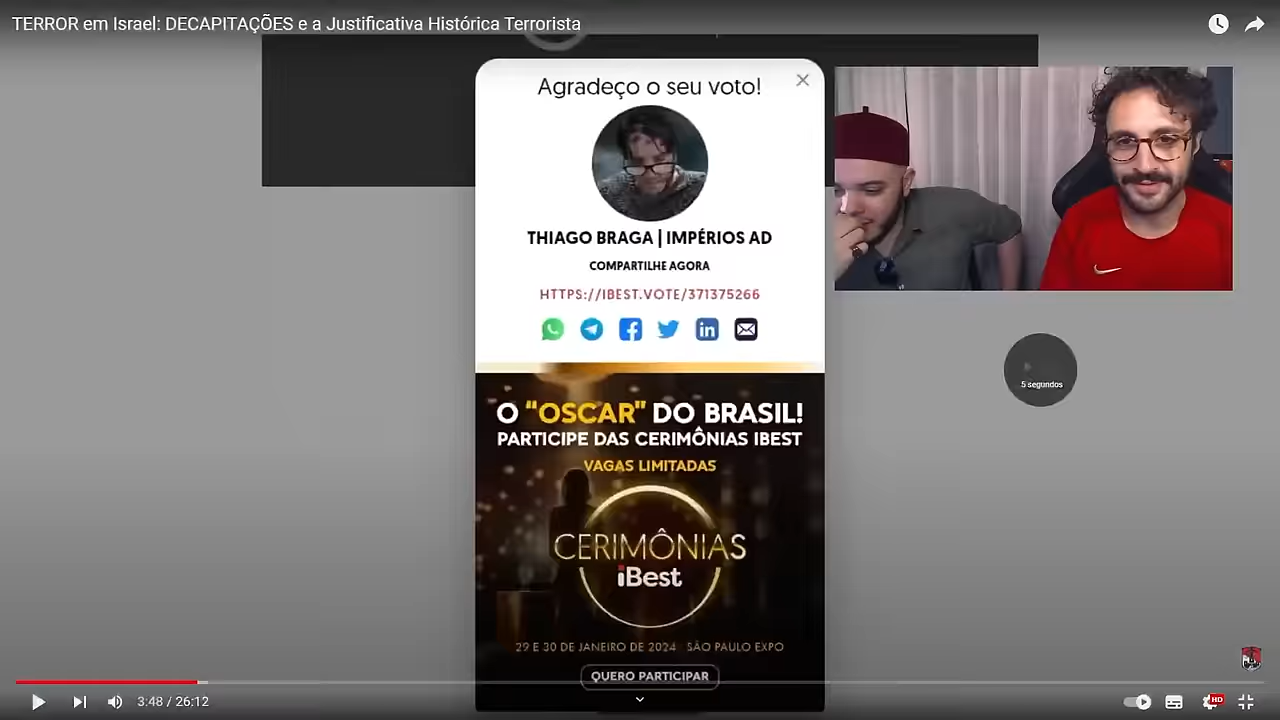 TERROR em Israel: DECAPITAÇÕES e a Justificativa Histórica Terrorista
Agradeço o seu voto!
THIAGO BRAGA | IMPÉRIOS AD
COMPARTILHE AGORA
HTTPS://IBEST.VOTE/371375266
5 segundos
O "OSCAR" DO BRASIL!
PARTICIPE DAS CERIMÔNIAS IBEST
VAGAS LIMITADAS
CERIMÔNIAS
iBest
29 E 30 DE JANEIRO DE 2024 SÃO PAULO EXPO
QUERO PARTICIPAR
3:48 / 26:12
HD